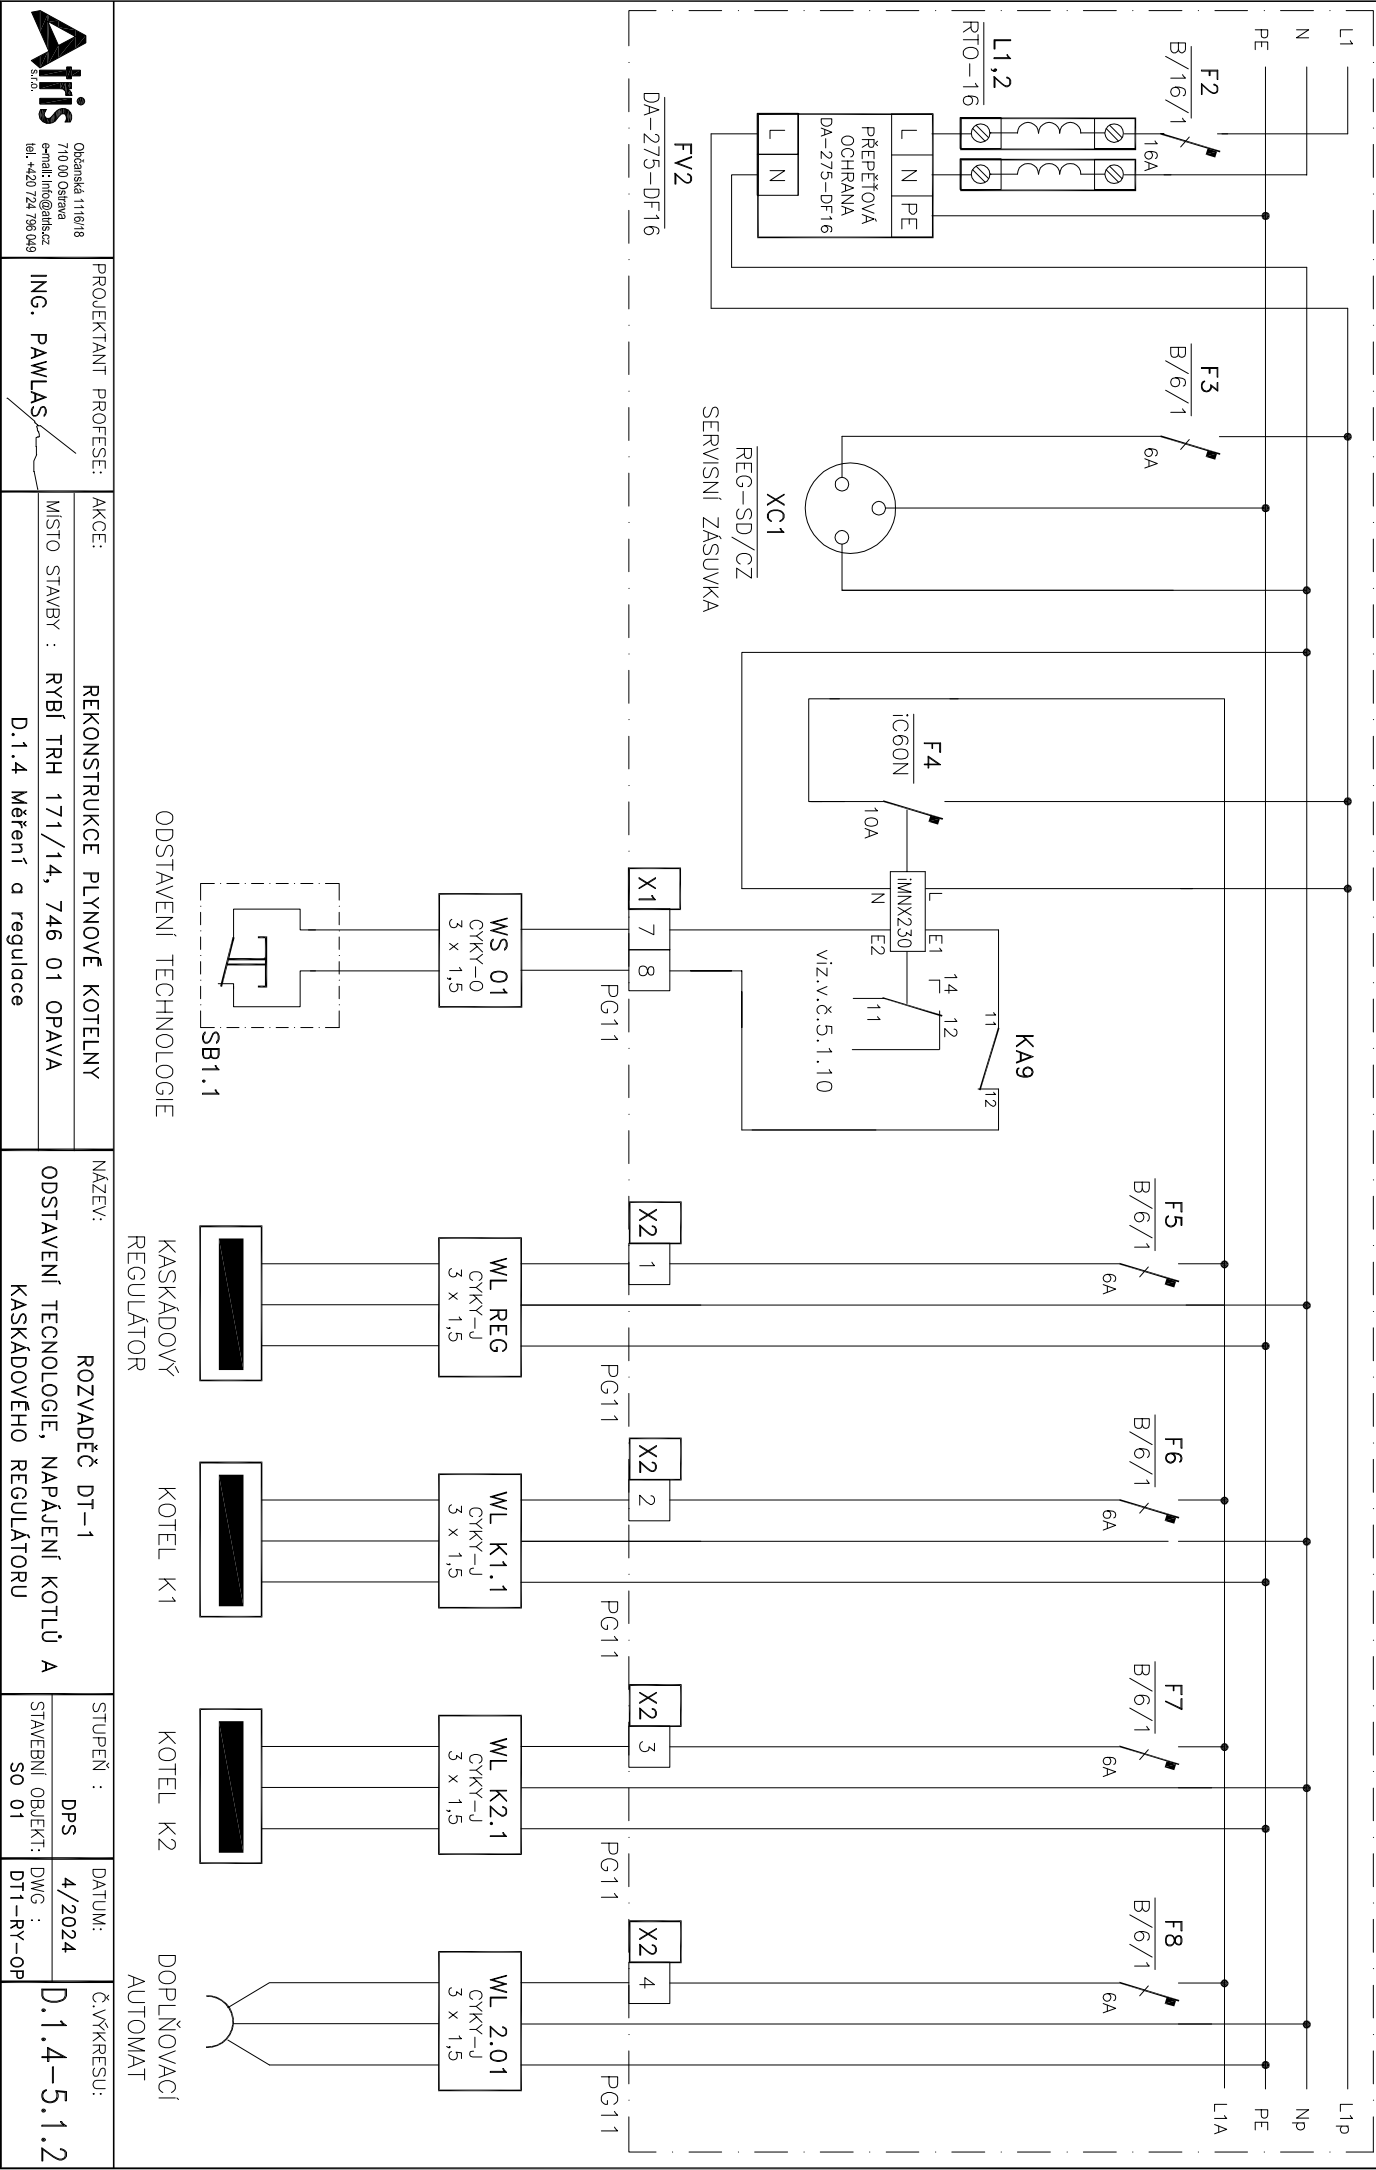 L1
N
PE
F2
B/16/1
16A
L1,2
RTO-16
L N PE
PŘEPĚŤOVÁ
OCHRANA
DA-275-DF16
L N
FV2
DA-275-DF16
F3
B/6/1
6A
XC1
REG-SD/CZ
SERVISNÍ ZÁSUVKA
F4
iC60N
10A
iMNX230
L
N
E1
E2
14
12
11
viz.v.č.5.1.10
KA9
11
12
X1 7 8
PG11
WS 01
CYKY-O
3 x 1,5
SB1.1
ODSTAVENÍ TECHNOLOGIE
F5
B/6/1
6A
X2 1
PG11
WL REG
CYKY-J
3 x 1,5
KASKÁDOVÝ
REGULÁTOR
F6
B/6/1
6A
X2 2
PG11
WL K1.1
CYKY-J
3 x 1,5
KOTEL K1
F7
B/6/1
6A
X2 3
PG11
WL K2.1
CYKY-J
3 x 1,5
KOTEL K2
F8
B/6/1
6A
X2 4
PG11
WL 2.01
CYKY-J
3 x 1,5
DOPLŇOVACÍ
AUTOMAT
L1p
Np
PE
L1A
Atris
s.r.o.
Občanská 1116/18
710 00 Ostrava
e-mail: info@atris.cz
tel. +420 724 796 049
PROJEKTANT PROFESE:
ING. PAWLAS
AKCE:
REKONSTRUKCE PLYNOVÉ KOTELNY
MÍSTO STAVBY : RYBÍ TRH 171/14, 746 01 OPAVA
D.1.4 Měření a regulace
NÁZEV:
ROZVADĚČ DT-1
ODSTAVENÍ TECNOLOGIE, NAPÁJENÍ KOTLŮ A
KASKÁDOVÉHO REGULÁTORU
STUPEŇ :
DPS
STAVEBNÍ OBJEKT:
SO 01
DATUM:
4/2024
DWG :
DT1-RY-OP
Č.VÝKRESU:
D.1.4-5.1.2